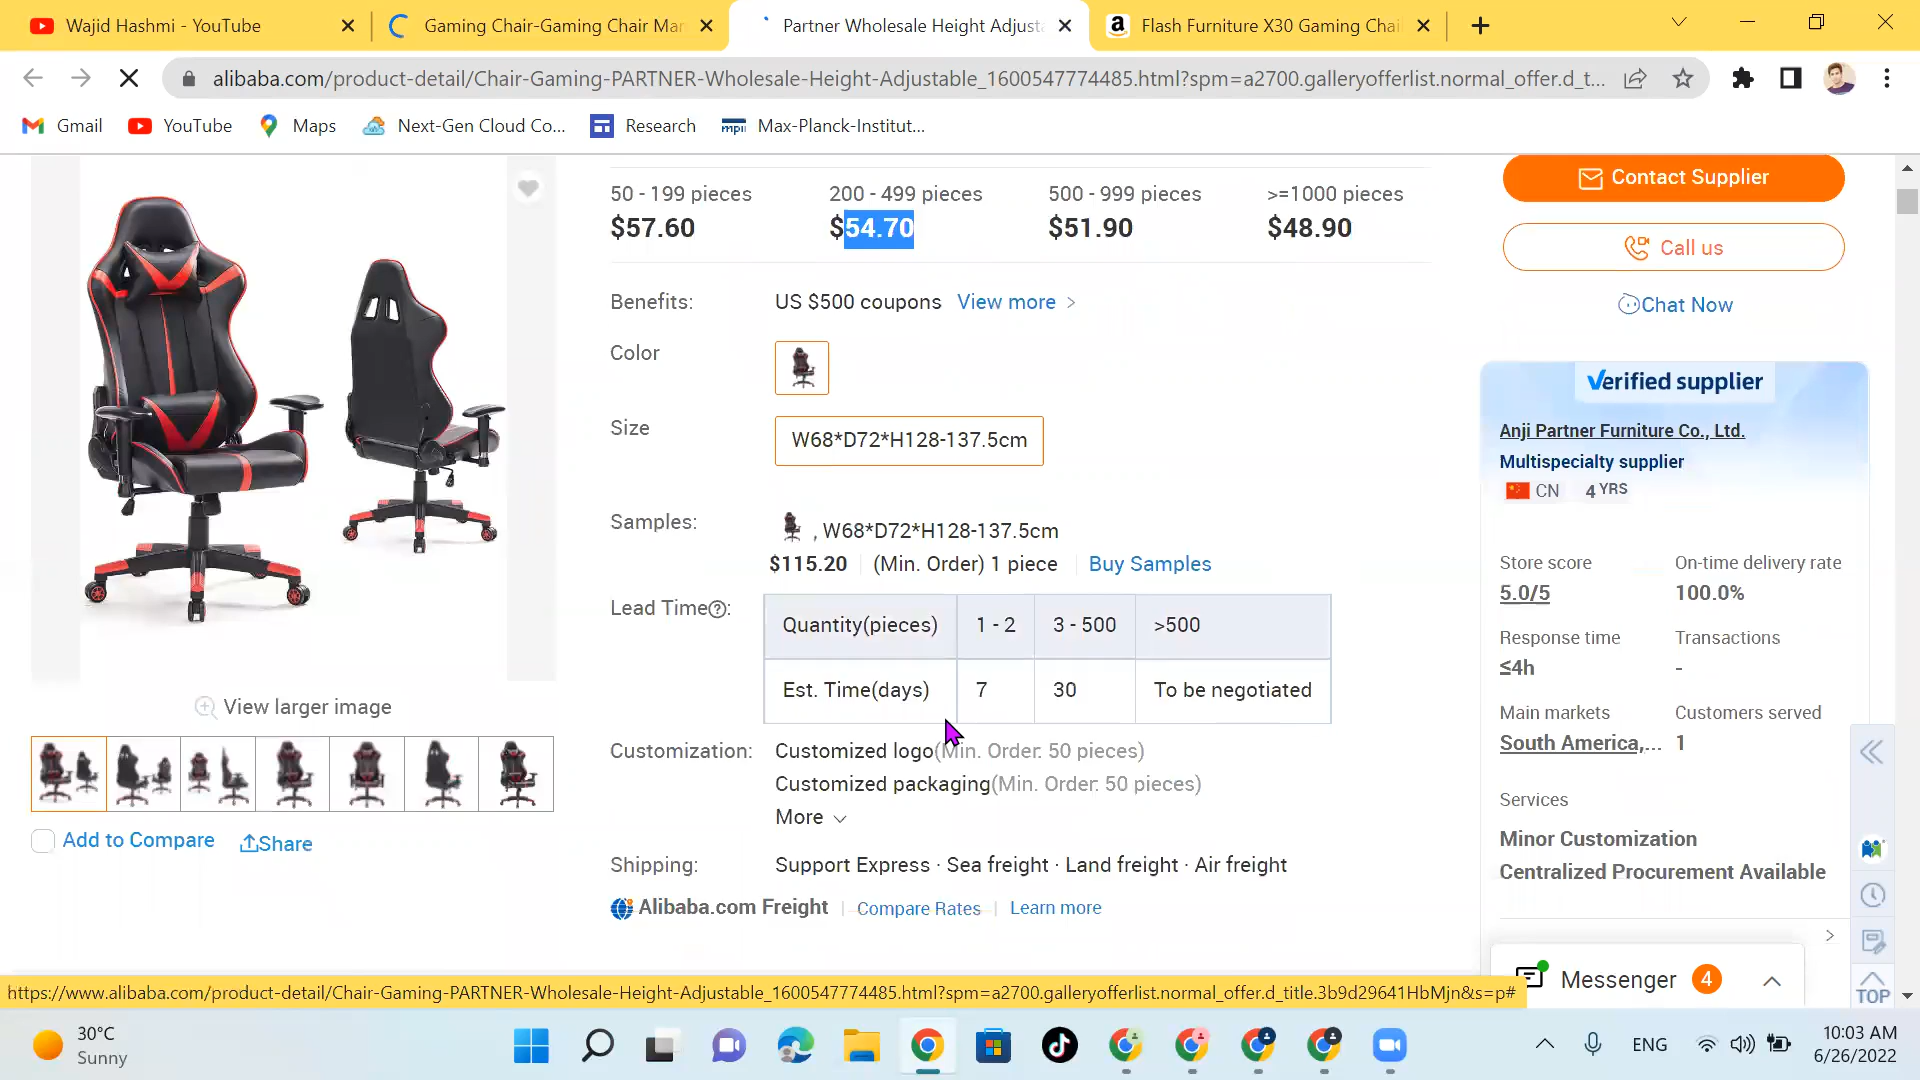 Wajid Hashmi - YouTube
Gaming Chair-Gaming Chair Man
Partner Wholesale Height Adjusta
Flash Furniture X30 Gaming Chai
alibaba.com/product-detail/Chair-Gaming-PARTNER-Wholesale-Height-Adjustable_1600547774485.html?spm=a2700.galleryofferlist.normal_offer.d_t...
Gmail
YouTube
Maps
Next-Gen Cloud Co...
Research
mpii
Max-Planck-Institut...
50 - 199 pieces
200 - 499 pieces
500 - 999 pieces
>=1000 pieces
$57.60
$54.70
$51.90
$48.90
Benefits:
US $500 coupons
View more >
Color
Size
W68*D72*H128-137.5cm
Samples:
, W68*D72*H128-137.5cm
$115.20
(Min. Order) 1 piece
Buy Samples
Lead Time?:
Quantity(pieces)
1 - 2
3 - 500
>500
Est. Time(days)
7
30
To be negotiated
Customization:
Customized logo(Min. Order: 50 pieces)
Customized packaging(Min. Order: 50 pieces)
More
Shipping:
Support Express · Sea freight · Land freight · Air freight
Alibaba.com Freight
Compare Rates
Learn more
View larger image
Add to Compare
Share
Contact Supplier
Call us
Chat Now
Verified supplier
Anji Partner Furniture Co., Ltd.
Multispecialty supplier
CN
4 YRS
Store score
On-time delivery rate
5.0/5
100.0%
Response time
Transactions
≤4h
-
Main markets
Customers served
South America,...
1
Services
Minor Customization
Centralized Procurement Available
Messenger
4
TOP
https://www.alibaba.com/product-detail/Chair-Gaming-PARTNER-Wholesale-Height-Adjustable_1600547774485.html?spm=a2700.galleryofferlist.normal_offer.d_title.3b9d29641HbMjn&s=p#
30°C
Sunny
ENG
10:03 AM
6/26/2022